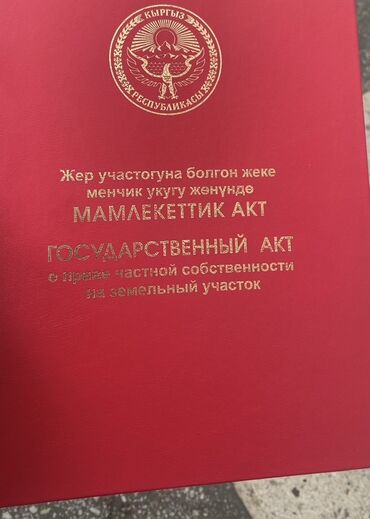 КЫРГЫЗ
РЕСПУБЛИКАСЫ
Жер участогуна болгон жеке
менчик укугу жөнүндө
МАМЛЕКЕТТИК АКТ
ГОСУДАРСТВЕННЫЙ АКТ
о праве частной собственности
на земельный участок